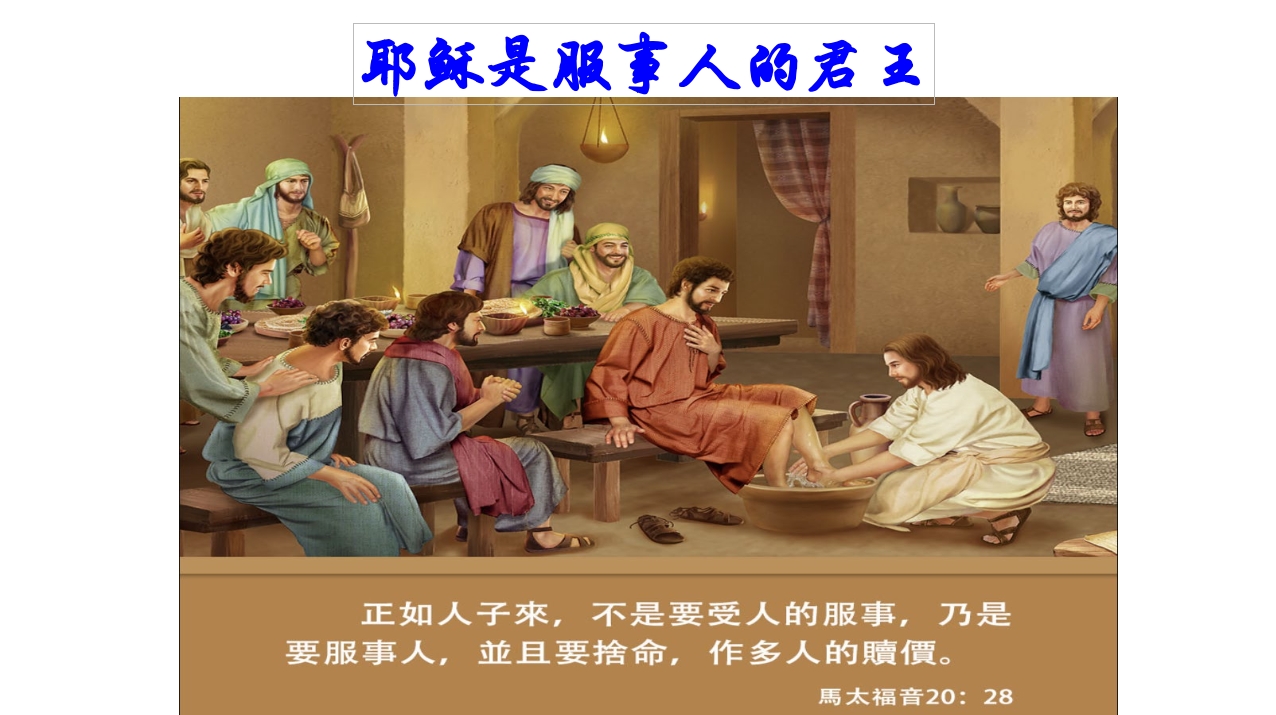 耶穌是服事人的君王
正如人子來，不是要受人的服事，乃是
要服事人，並且要捨命，作多人的贖價。
馬太福音20：28